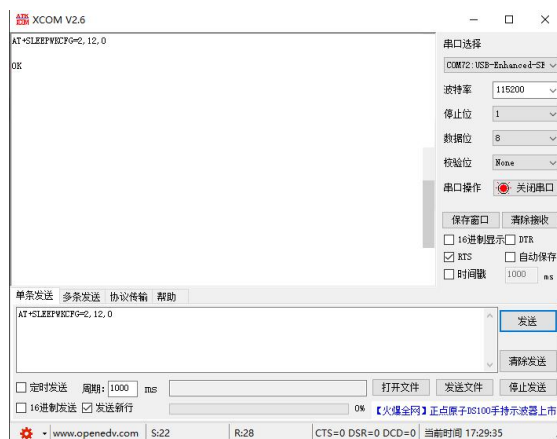 XCOM V2.6
AT+SLEEPWKCFG=2,12,0
OK
串口选择
COM72:USB-Enhanced-SE
波特率 115200
停止位 1
数据位 8
校验位 None
串口操作 关闭串口
保存窗口 清除接收
16进制显示 DTR
RTS 自动保存
时间戳 1000 ms
单条发送 多条发送 协议传输 帮助
AT+SLEEPWKCFG=2,12,0
发送
清除发送
定时发送 周期: 1000 ms 打开文件 发送文件 停止发送
16进制发送 发送新行 0% 【火爆全网】正点原子DS100手持示波器上市
www.openedv.com S:22 R:28 CTS=0 DSR=0 DCD=0 当前时间 17:29:35